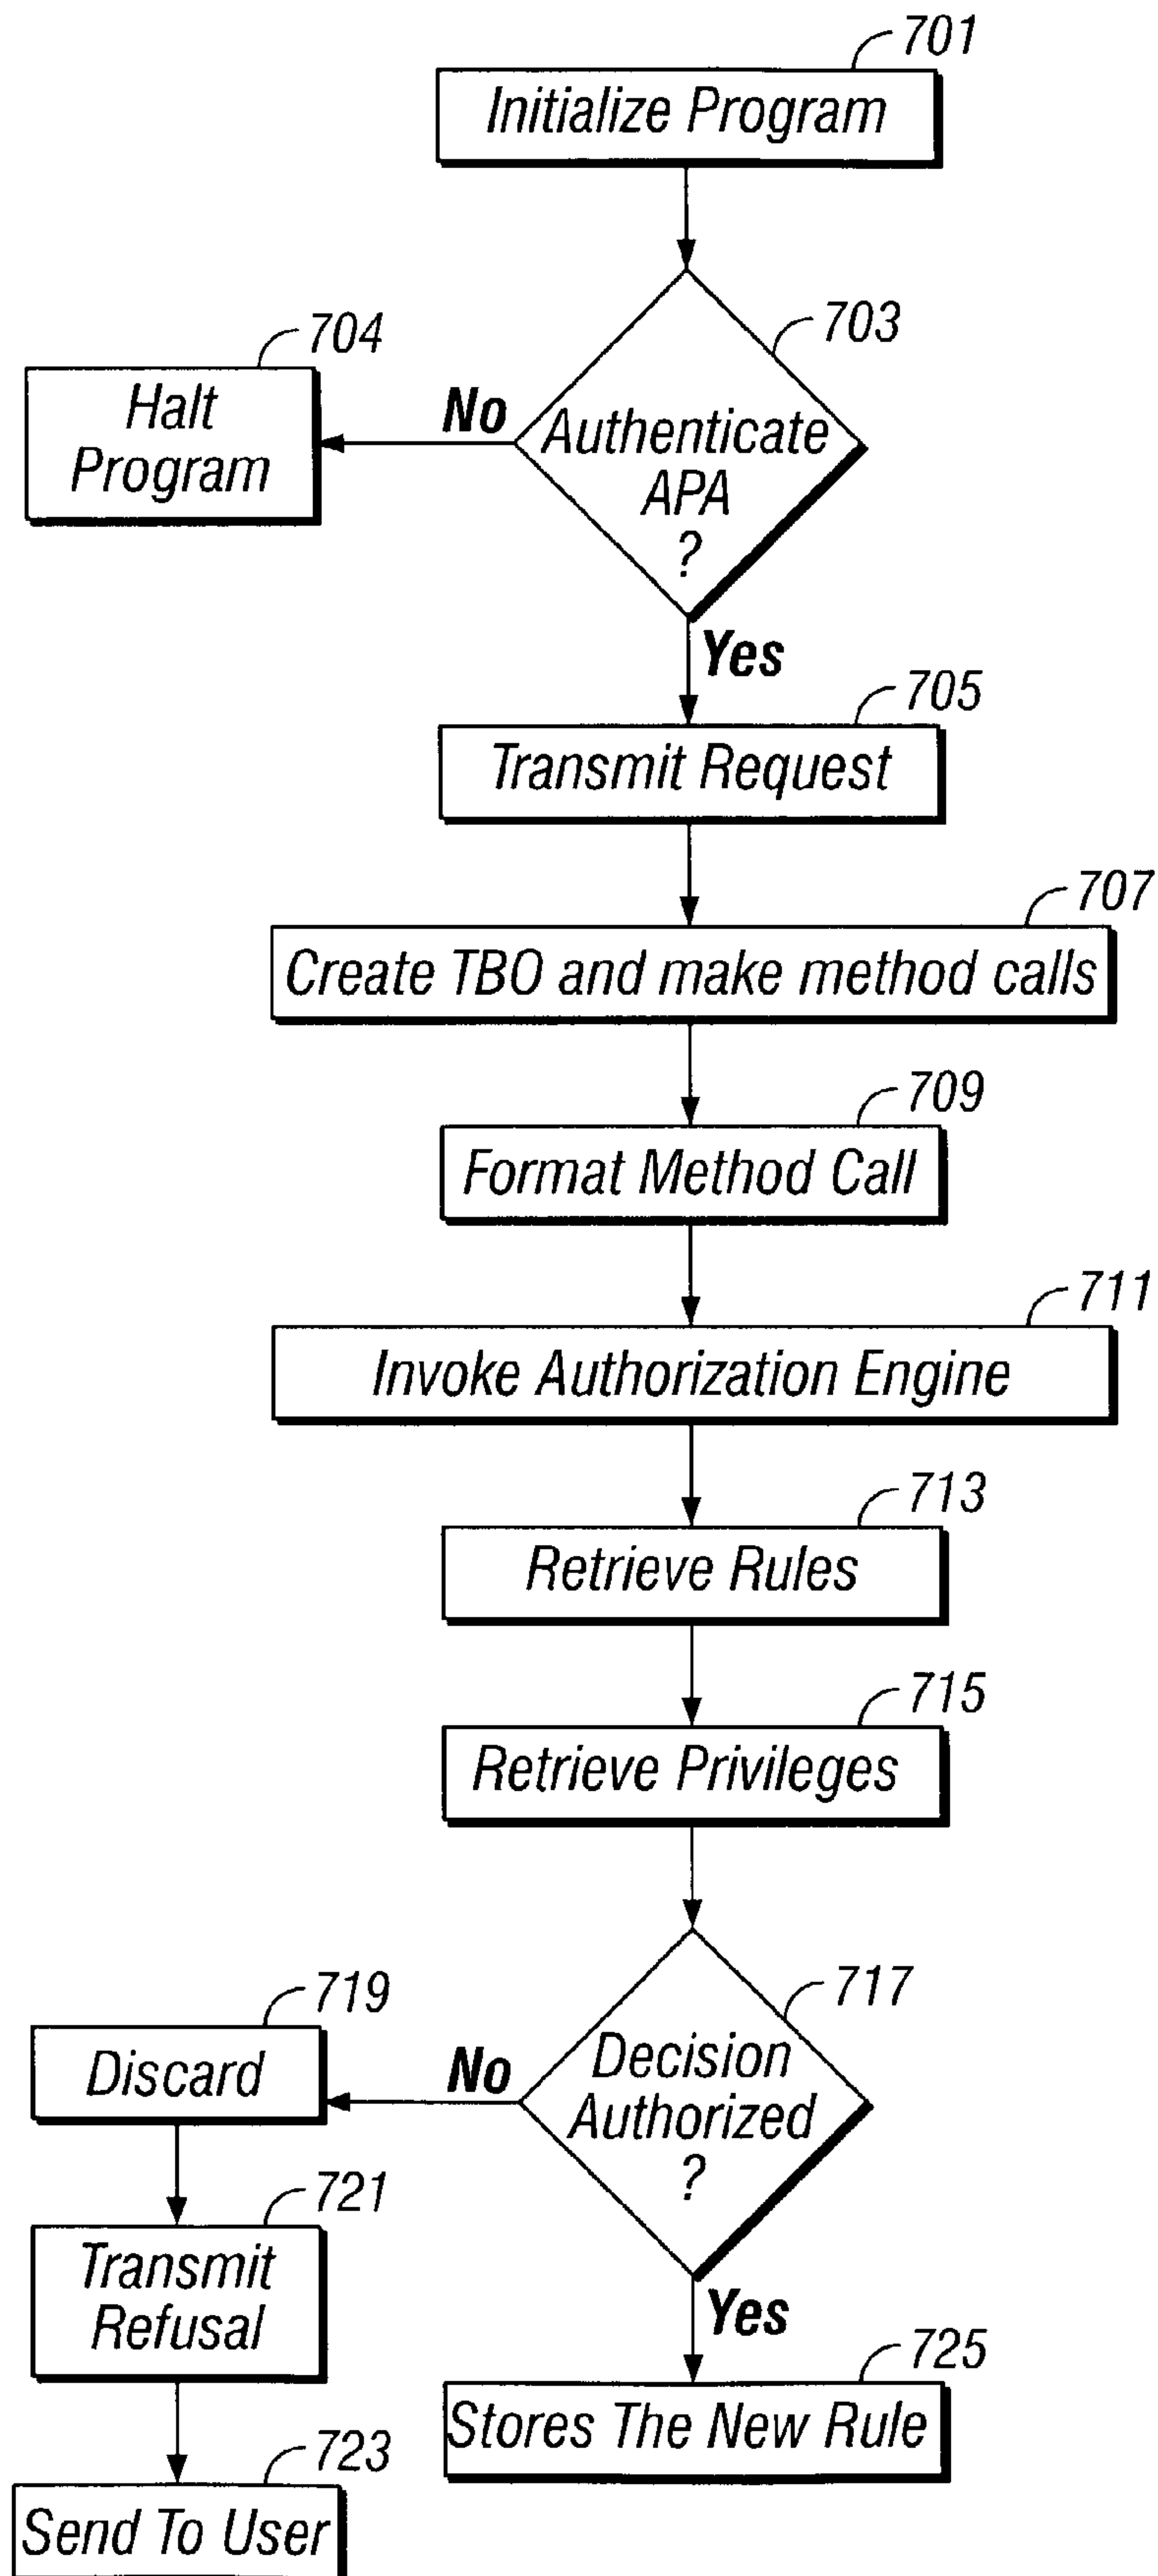 701
Initialize Program
703
704
Halt
Program
No
Authenticate
APA
?
Yes
705
Transmit Request
707
Create TBO and make method calls
709
Format Method Call
711
Invoke Authorization Engine
713
Retrieve Rules
715
Retrieve Privileges
717
719
Discard
No
Decision
Authorized
?
721
Transmit
Refusal
Yes
725
Stores The New Rule
723
Send To User